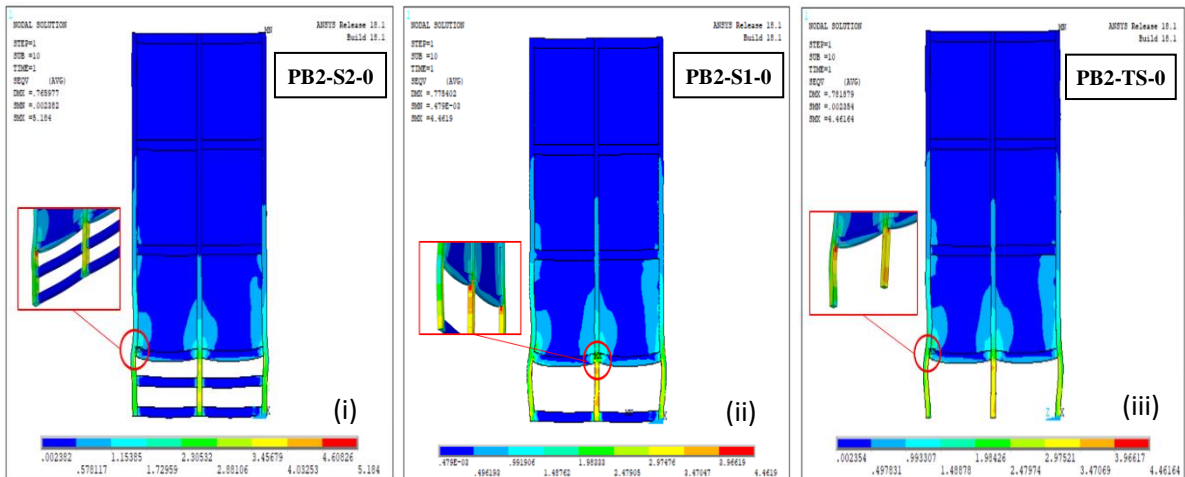 1
NODAL SOLUTION
STEP=1
SUB =10
TIME=1
SEQV (AVG)
DMX =.765977
SMN =.002382
SMX =5.184
MN
ANSYS Release 18.1
Build 18.1
PB2-S2-0
(i)
X
.002382
.578117
1.15385
1.72959
2.30532
2.88106
3.45679
4.03253
4.60826
5.184
1
NODAL SOLUTION
STEP=1
SUB =10
TIME=1
SEQV (AVG)
DMX =.778402
SMN =.479E-03
SMX =4.4619
ANSYS Release 18.1
Build 18.1
PB2-S1-0
(ii)
MN
Z
X
.479E-03
.496193
.991906
1.48762
1.98333
2.47905
2.97476
3.47047
3.96619
4.4619
1
NODAL SOLUTION
STEP=1
SUB =10
TIME=1
SEQV (AVG)
DMX =.781879
SMN =.002354
SMX =4.46164
MN
ANSYS Release 18.1
Build 18.1
PB2-TS-0
(iii)
Z X
.002354
.497831
.993307
1.48878
1.98426
2.47974
2.97521
3.47069
3.96617
4.46164